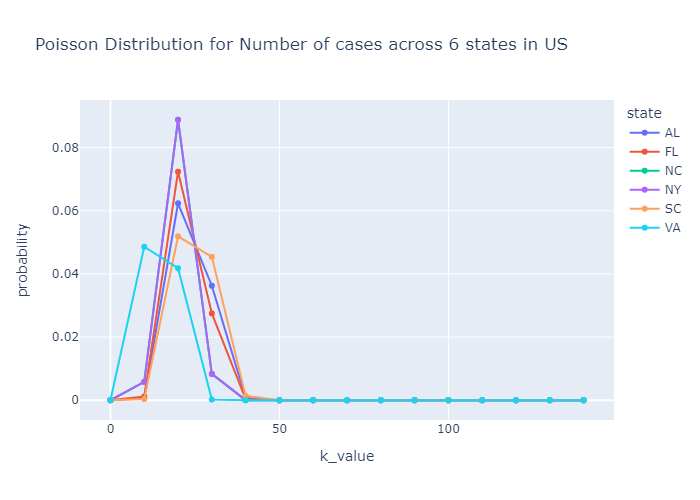 Poisson Distribution for Number of cases across 6 states in US
state
AL
FL
NC
NY
SC
VA
0.08
0.06
0.04
0.02
0
probability
0 50 100
k_value